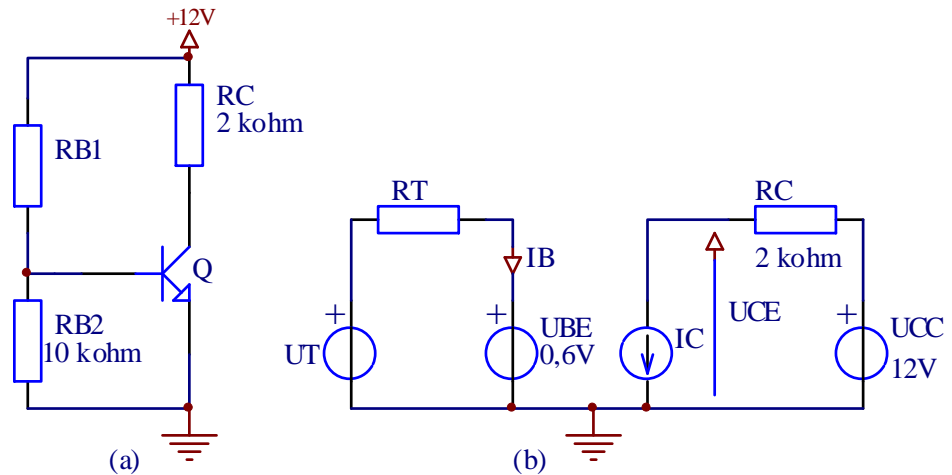 +12V
RC
2 kohm
RB1
Q
RB2
10 kohm
(a)
RT
IB
+
UT
+
UBE
0,6V
IC
UCE
RC
2 kohm
+
UCC
12V
(b)